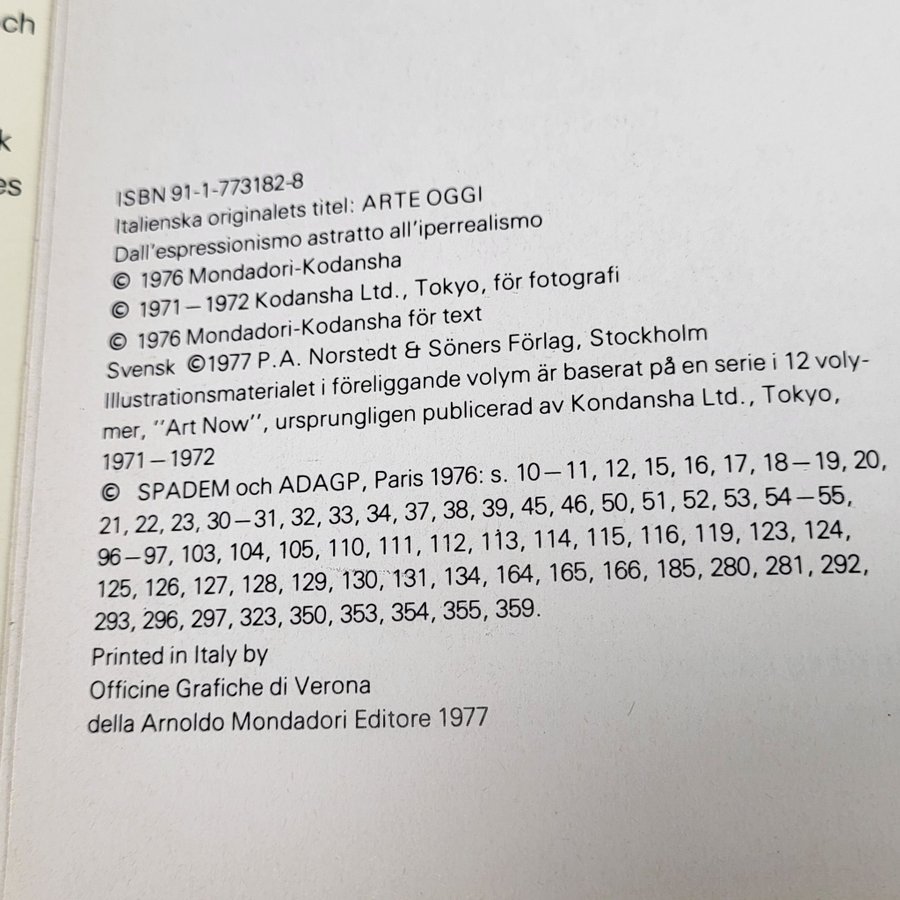 ch
k
es
ISBN 91-1-773182-8
Italienska originalets titel: ARTE OGGI
Dall'espressionismo astratto all'iperrealismo
© 1976 Mondadori-Kodansha
© 1971–1972 Kodansha Ltd., Tokyo, för fotografi
© 1976 Mondadori-Kodansha för text
Svensk ©1977 P.A. Norstedt & Söners Förlag, Stockholm
Illustrationsmaterialet i föreliggande volym är baserat på en serie i 12 voly-
mer, ''Art Now'', ursprungligen publicerad av Kondansha Ltd., Tokyo,
1971–1972
© SPADEM och ADAGP, Paris 1976: s. 10–11, 12, 15, 16, 17, 18–19, 20,
21, 22, 23, 30–31, 32, 33, 34, 37, 38, 39, 45, 46, 50, 51, 52, 53, 54–55,
96–97, 103, 104, 105, 110, 111, 112, 113, 114, 115, 116, 119, 123, 124,
125, 126, 127, 128, 129, 130, 131, 134, 164, 165, 166, 185, 280, 281, 292,
293, 296, 297, 323, 350, 353, 354, 355, 359.
Printed in Italy by
Officine Grafiche di Verona
della Arnoldo Mondadori Editore 1977